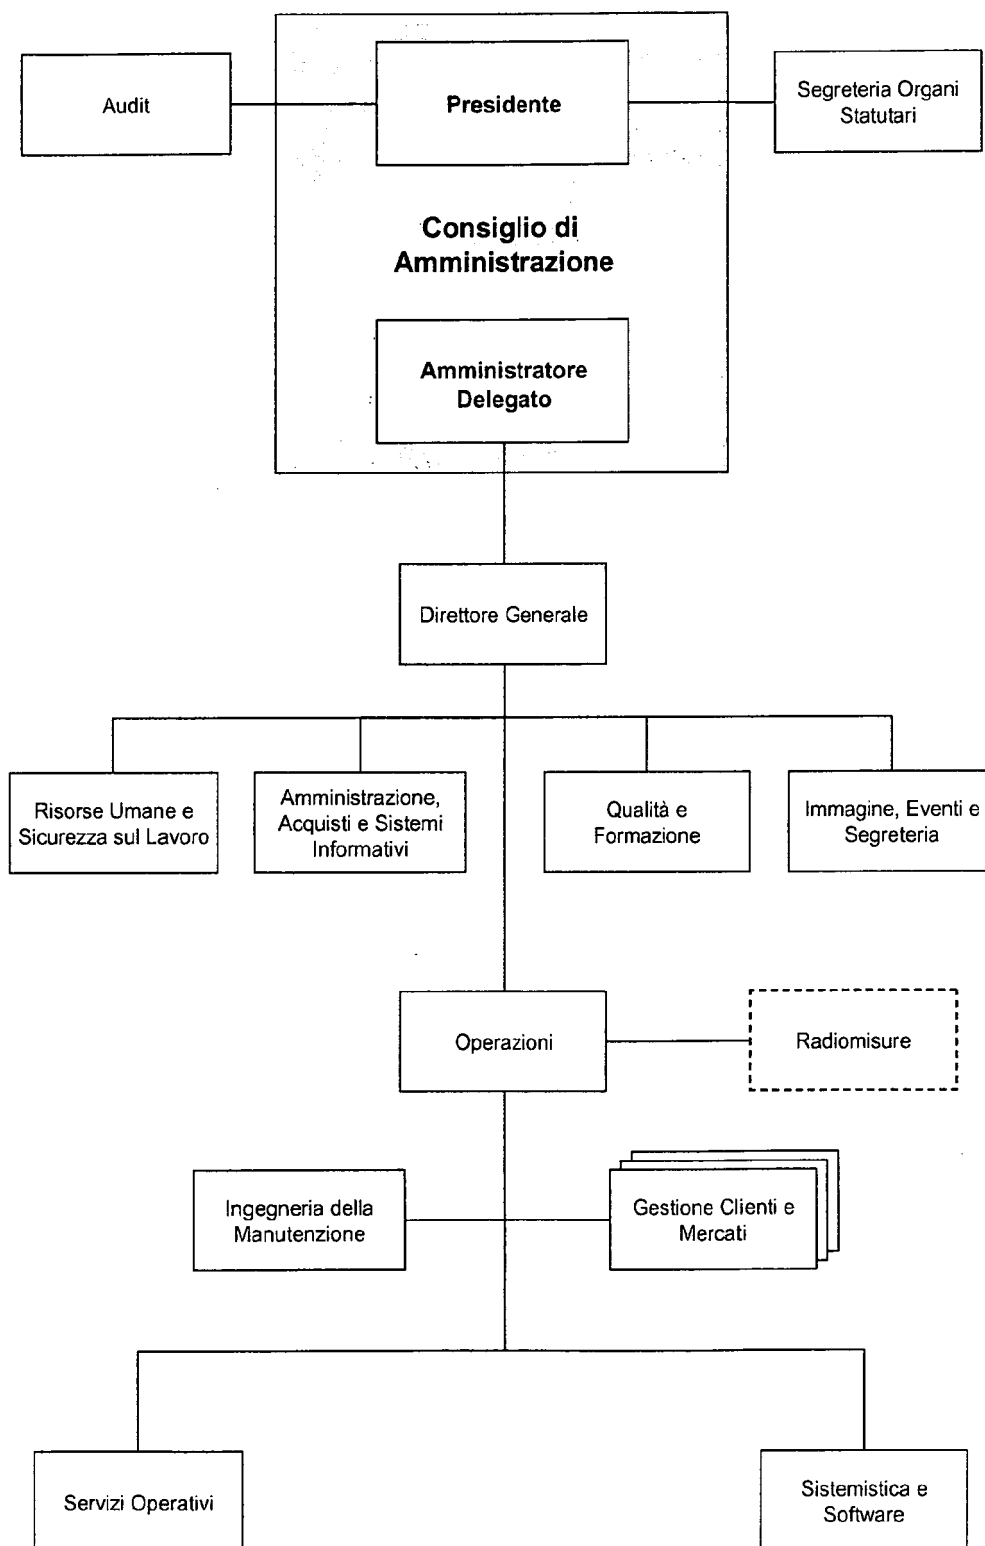 Audit
Presidente
Segreteria Organi
Statutari
Consiglio di
Amministrazione
Amministratore
Delegato
Direttore Generale
Risorse Umane e
Sicurezza sul Lavoro
Amministrazione,
Acquisti e Sistemi
Informativi
Qualità e
Formazione
Immagine, Eventi e
Segreteria
Operazioni
Radiomisure
Ingegneria della
Manutenzione
Gestione Clienti e
Mercati
Servizi Operativi
Sistemistica e
Software